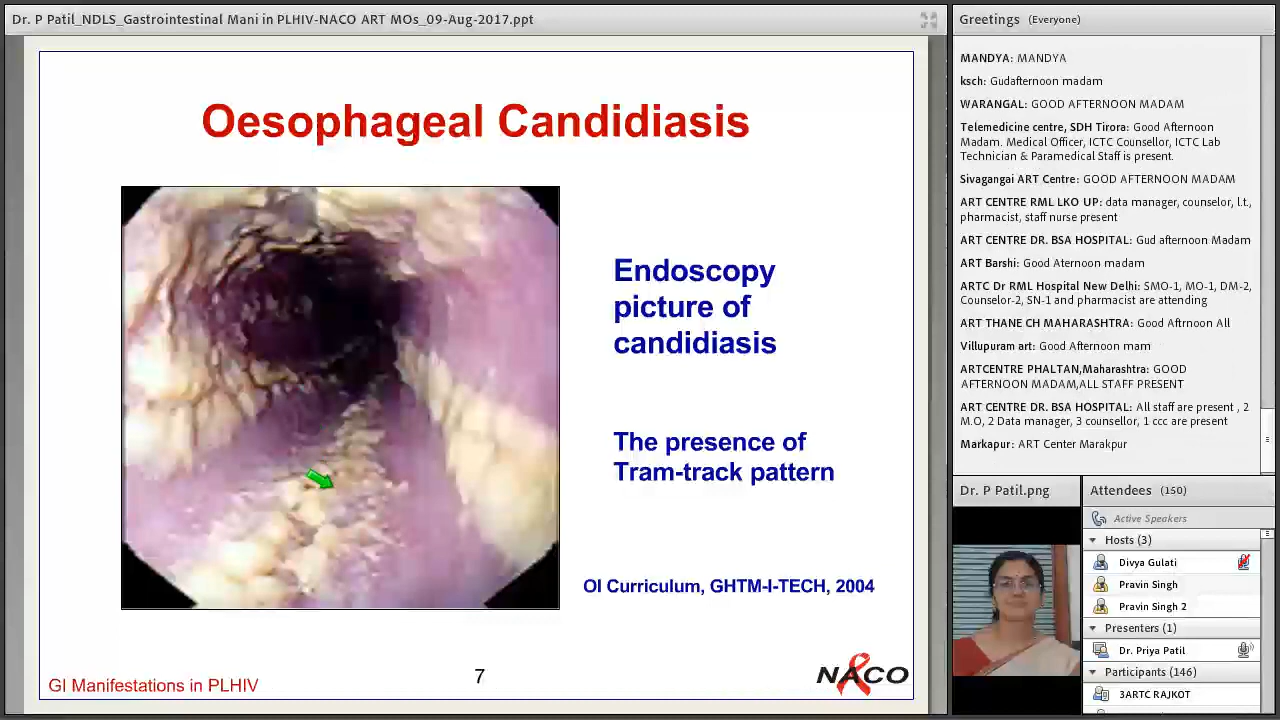 Dr. P Patil_NDLS_Gastrointestinal Mani in PLHIV-NACO ART MOs_09-Aug-2017.ppt
Oesophageal Candidiasis
Endoscopy
picture of
candidiasis
The presence of
Tram-track pattern
OI Curriculum, GHTM-I-TECH, 2004
GI Manifestations in PLHIV
7
NACO
Greetings (Everyone)
MANDYA: MANDYA
ksch: Gudafternoon madam
WARANGAL: GOOD AFTERNOON MADAM
Telemedicine centre, SDH Tirora: Good Afternoon
Madam. Medical Officer, ICTC Counsellor, ICTC Lab
Technician & Paramedical Staff is present.
Sivagangai ART Centre: GOOD AFTERNOON MADAM
ART CENTRE RML LKO UP: data manager, counselor, l.t.,
pharmacist, staff nurse present
ART CENTRE DR. BSA HOSPITAL: Gud afternoon Madam
ART Barshi: Good Aternoon madam
ARTC Dr RML Hospital New Delhi: SMO-1, MO-1, DM-2,
Counselor-2, SN-1 and pharmacist are attending
ART THANE CH MAHARASHTRA: Good Aftrnoon All
Villupuram art: Good Afternoon mam
ARTCENTRE PHALTAN,Maharashtra: GOOD
AFTERNOON MADAM,ALL STAFF PRESENT
ART CENTRE DR. BSA HOSPITAL: All staff are present , 2
M.O, 2 Data manager, 3 counsellor, 1 ccc are present
Markapur: ART Center Marakpur
Dr. P Patil.png
Attendees (150)
Active Speakers
Hosts (3)
Divya Gulati
Pravin Singh
Pravin Singh 2
Presenters (1)
Dr. Priya Patil
Participants (146)
3ARTC RAJKOT